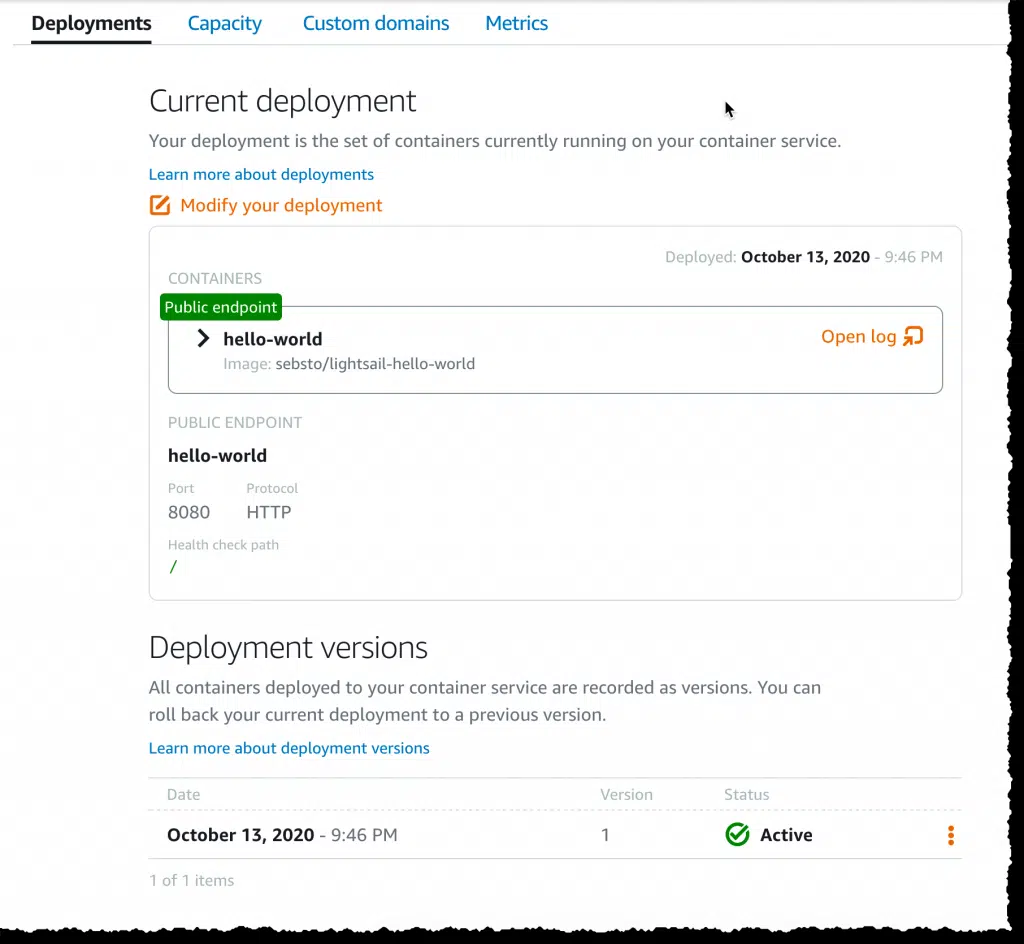 Deployments Capacity Custom domains Metrics
Current deployment
Your deployment is the set of containers currently running on your container service.
Learn more about deployments
Modify your deployment
Deployed: October 13, 2020 - 9:46 PM
CONTAINERS
Public endpoint
hello-world
Open log
Image: sebsto/lightsail-hello-world
PUBLIC ENDPOINT
hello-world
Port Protocol
8080 HTTP
Health check path
/
Deployment versions
All containers deployed to your container service are recorded as versions. You can
roll back your current deployment to a previous version.
Learn more about deployment versions
Date Version Status
October 13, 2020 - 9:46 PM 1 Active
1 of 1 items